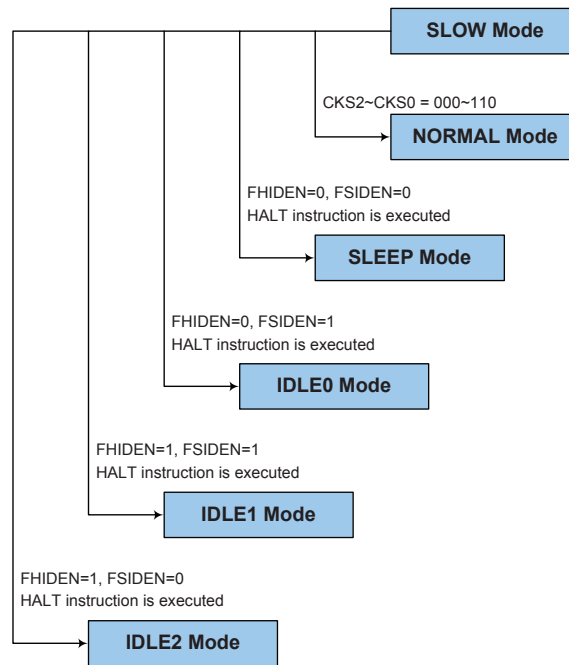 SLOW Mode
CKS2~CKS0 = 000~110
NORMAL Mode
FHIDEN=0, FSIDEN=0
HALT instruction is executed
SLEEP Mode
FHIDEN=0, FSIDEN=1
HALT instruction is executed
IDLE0 Mode
FHIDEN=1, FSIDEN=1
HALT instruction is executed
IDLE1 Mode
FHIDEN=1, FSIDEN=0
HALT instruction is executed
IDLE2 Mode